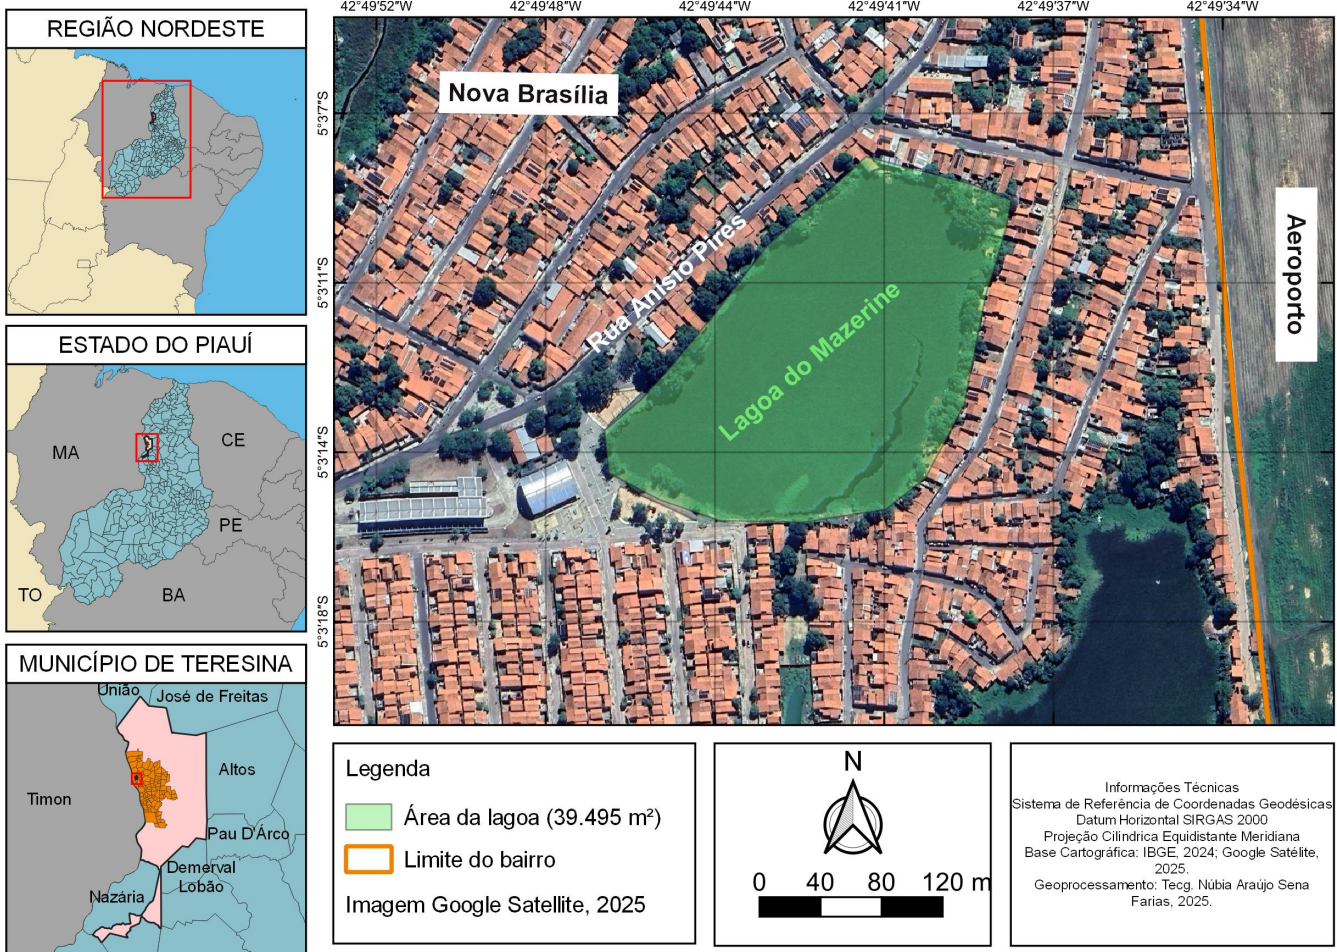 REGIÃO NORDESTE
ESTADO DO PIAUÍ
MA
CE
PE
TO
BA
MUNICÍPIO DE TERESINA
União
José de Freitas
Timon
Altos
Pau D'Árco
Demerval
Lobão
Nazária
42°49'52"W
42°49'48"W
42°49'44"W
42°49'41"W
42°49'37"W
42°49'34"W
5°3'7"S
5°3'11"S
5°3'14"S
5°3'18"S
Nova Brasília
Rua Anísio Pires
Lagoa do Mazerine
Aeroporto
Legenda
Área da lagoa (39.495 m²)
Limite do bairro
Imagem Google Satellite, 2025
N
0 40 80 120 m
Informações Técnicas
Sistema de Referência de Coordenadas Geodésicas
Datum Horizontal SIRGAS 2000
Projeção Cilindrica Equidistante Meridiana
Base Cartográfica: IBGE, 2024; Google Satélite,
2025.
Geoprocessamento: Tecg. Núbia Araújo Sena
Farias, 2025.